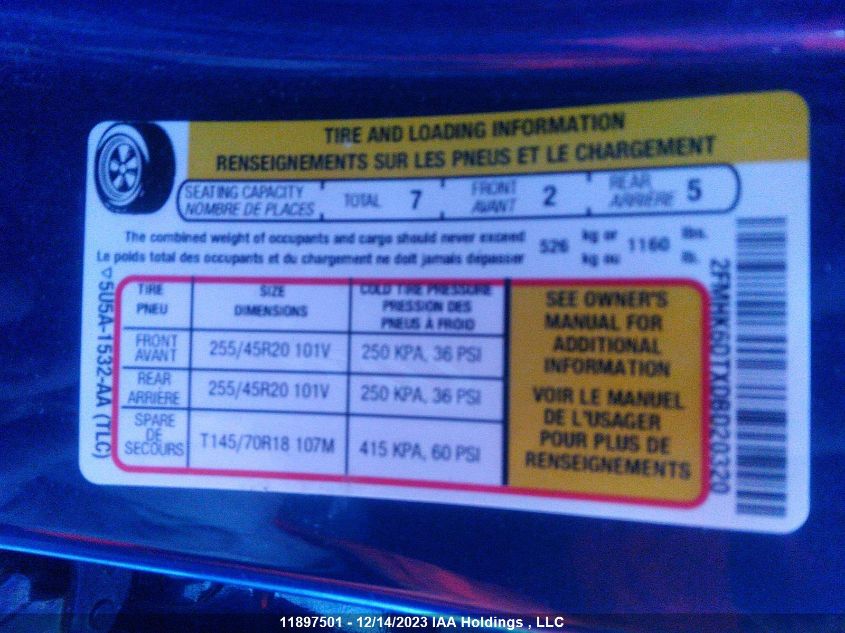 TIRE AND LOADING INFORMATION
RENSEIGNEMENTS SUR LES PNEUS ET LE CHARGEMENT
SEATING CAPACITY
NOMBRE DE PLACES
TOTAL 7
FRONT
AVANT 2
REAR
ARRIÈRE 5
The combined weight of occupants and cargo should never exceed 526 kg or 1160 lbs.
Le poids total des occupants et du chargement ne doit jamais dépasser kg ou lb.
TIRE
PNEU
SIZE
DIMENSIONS
COLD TIRE PRESSURE
PRESSION DES
PNEUS À FROID
FRONT
AVANT
255/45R20 101V
250 KPA, 36 PSI
REAR
ARRIÈRE
255/45R20 101V
250 KPA, 36 PSI
SPARE
DE
SECOURS
T145/70R18 107M
415 KPA, 60 PSI
SEE OWNER'S
MANUAL FOR
ADDITIONAL
INFORMATION
VOIR LE MANUEL
DE L'USAGER
POUR PLUS DE
RENSEIGNEMENTS
5U5A-1532-AA (TLC)
11897501 - 12/14/2023 IAA Holdings , LLC